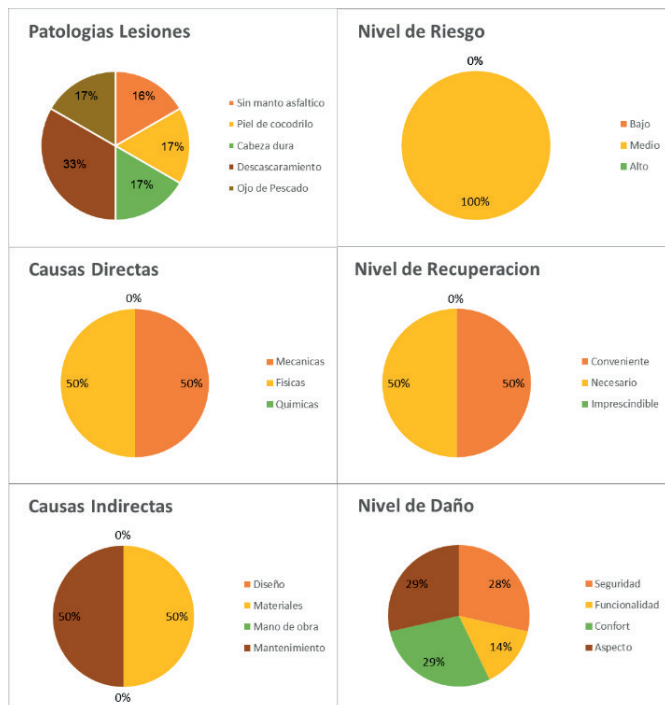 Patologias Lesiones
17%
16%
33%
17%
17%
Sin manto asfaltico
Piel de cocodrilo
Cabeza dura
Descascaramiento
Ojo de Pescado
Nivel de Riesgo
0%
100%
Bajo
Medio
Alto
Causas Directas
0%
50%
50%
Mecanicas
Fisicas
Quimicas
Nivel de Recuperacion
0%
50%
50%
Conveniente
Necesario
Imprescindible
Causas Indirectas
0%
50%
50%
0%
Diseño
Materiales
Mano de obra
Mantenimiento
Nivel de Daño
29%
28%
14%
29%
Seguridad
Funcionalidad
Confort
Aspecto